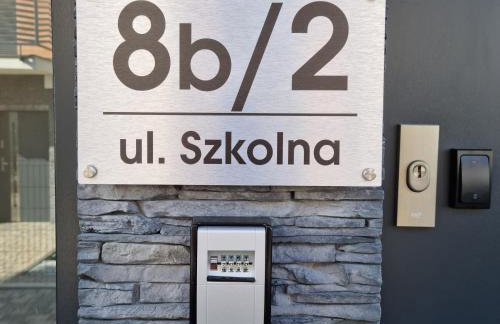 8b/2
ul. Szkolna